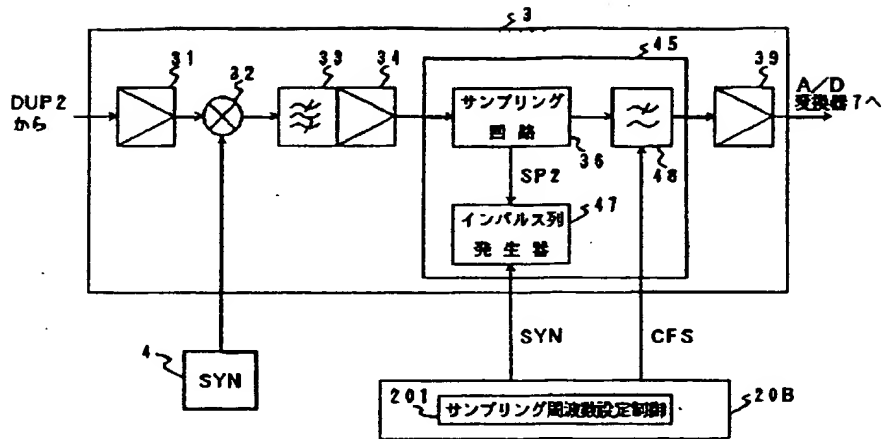 3
31
32
33
34
45
39
DUP2
から
A/D
変換器7へ
サンプリング
回路
36
48
SP2
47
インパルス列
発生器
SYN
CFS
4
SYN
201
サンプリング周波数設定制御
20B